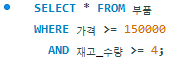 SELECT * FROM 부품
WHERE 가격 >= 150000
AND 재고_수량 >= 4;